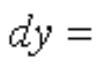 dy =